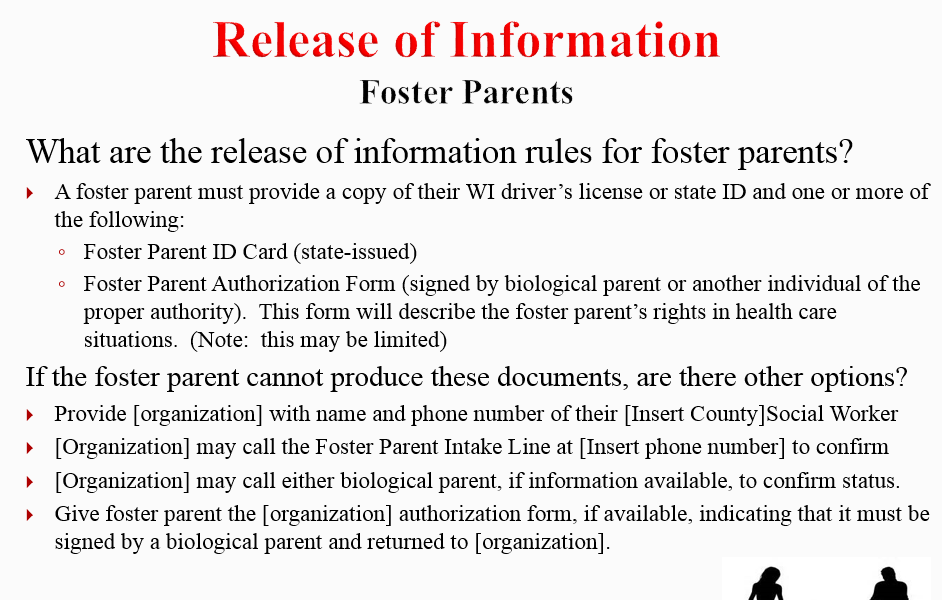 Release of Information
Foster Parents
What are the release of information rules for foster parents?
A foster parent must provide a copy of their WI driver’s license or state ID and one or more of
the following:
Foster Parent ID Card (state-issued)
Foster Parent Authorization Form (signed by biological parent or another individual of the
proper authority).  This form will describe the foster parent’s rights in health care
situations.  (Note:  this may be limited)
If the foster parent cannot produce these documents, are there other options?
Provide [organization] with name and phone number of their [Insert County]Social Worker
[Organization] may call the Foster Parent Intake Line at [Insert phone number] to confirm
[Organization] may call either biological parent, if information available, to confirm status.
Give foster parent the [organization] authorization form, if available, indicating that it must be
signed by a biological parent and returned to [organization].